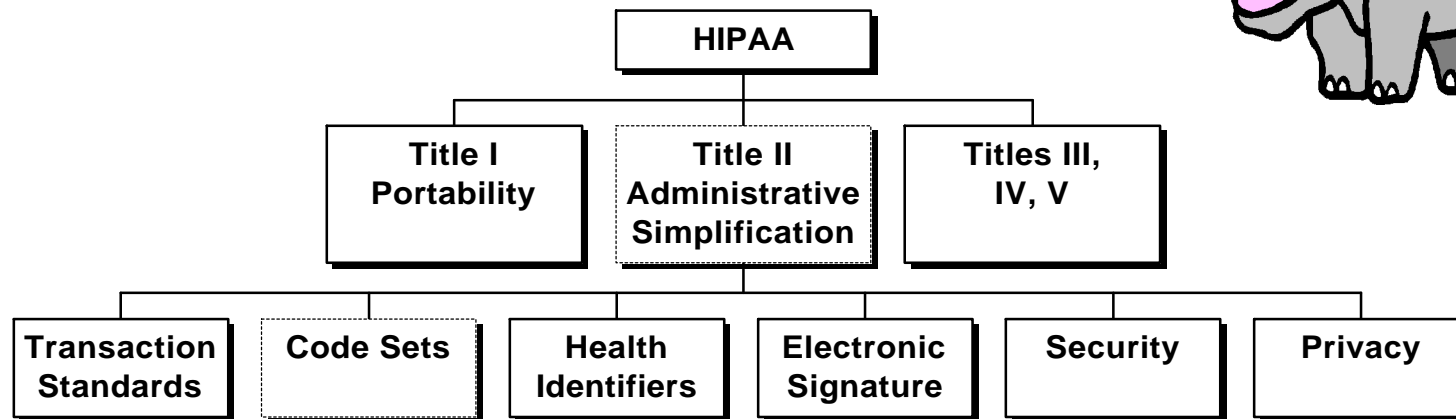 HIPAA
Title I
Portability
Title II
Administrative
Simplification
Titles III,
IV, V
Transaction
Standards
Code Sets
Health
Identifiers
Electronic
Signature
Security
Privacy